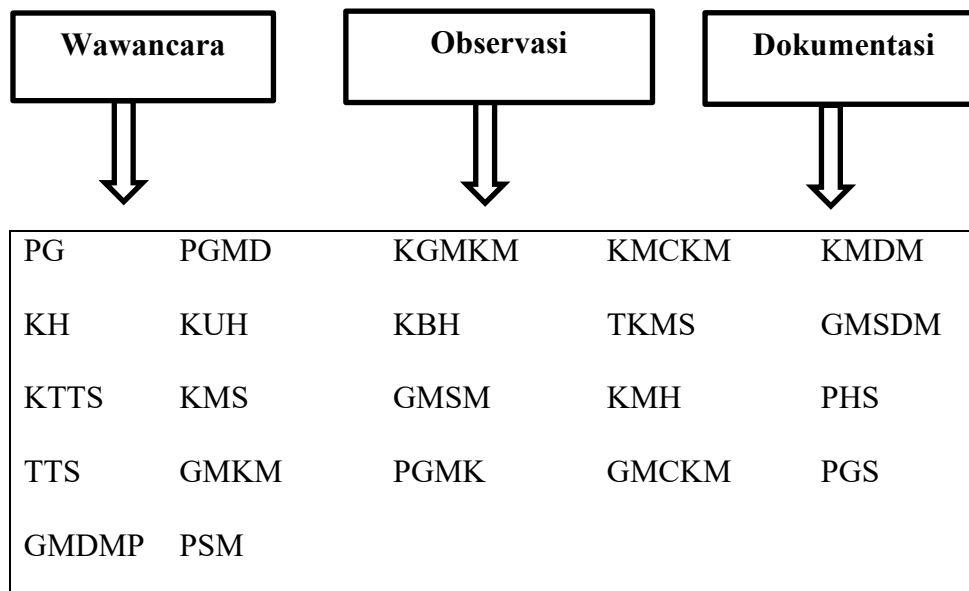 Wawancara Observasi Dokumentasi
PG PGMD KGMKM KMCKM KMDM
KH KUH KBH TKMS GMSDM
KTTS KMS GMSM KMH PHS
TTS GMKM PGMK GMCKM PGS
GMDMP PSM